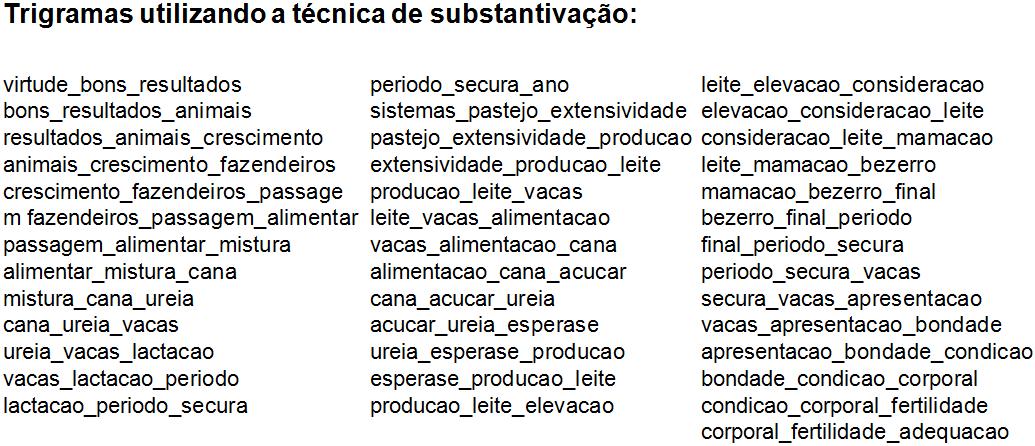 Trigramas utilizando a técnica de substantivação:
virtude_bons_resultados
bons_resultados_animais
resultados_animais_crescimento
animais_crescimento_fazendeiros
crescimento_fazendeiros_passage
m fazendeiros_passagem_alimentar
passagem_alimentar_mistura
alimentar_mistura_cana
mistura_cana_ureia
cana_ureia_vacas
ureia_vacas_lactacao
vacas_lactacao_periodo
lactacao_periodo_secura
periodo_secura_ano
sistemas_pastejo_extensividade
pastejo_extensividade_producao
extensividade_producao_leite
producao_leite_vacas
leite_vacas_alimentacao
vacas_alimentacao_cana
alimentacao_cana_acucar
cana_acucar_ureia
acucar_ureia_esperase
ureia_esperase_producao
esperase_producao_leite
producao_leite_elevacao
leite_elevacao_consideracao
elevacao_consideracao_leite
consideracao_leite_mamacao
leite_mamacao_bezerro
mamacao_bezerro_final
bezerro_final_periodo
final_periodo_secura
periodo_secura_vacas
secura_vacas_apresentacao
vacas_apresentacao_bondade
apresentacao_bondade_condicao
bondade_condicao_corporal
condicao_corporal_fertilidade
corporal_fertilidade_adequacao